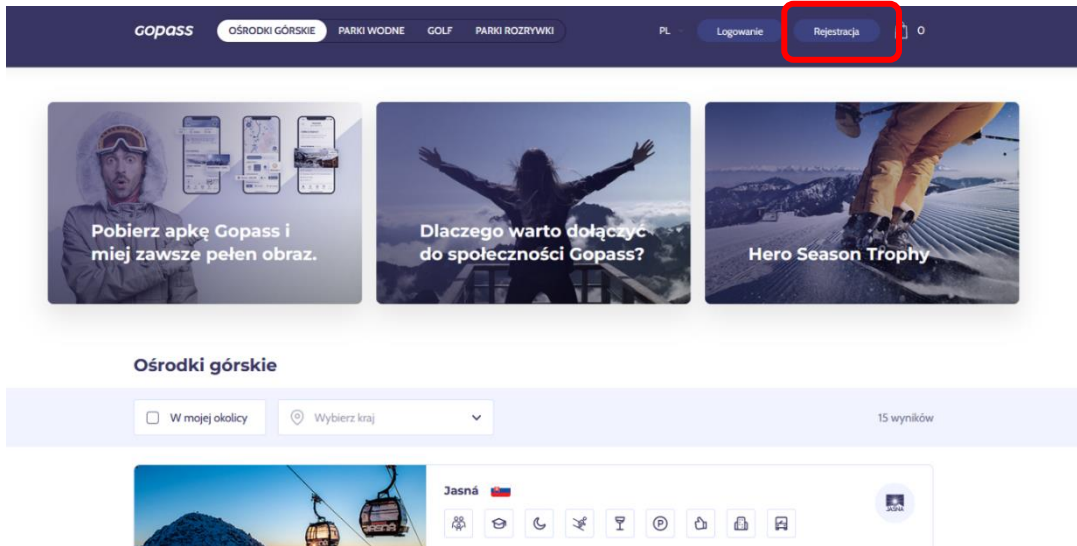 GOPASS
OŚRODKI GÓRSKIE PARKI WODNE GOLF PARKI ROZRYWKI PL Logowanie Rejestracja 0
Pobierz apkę Gopass i
miej zawsze pełen obraz.
Dlaczego warto dołączyć
do społeczności Gopass?
Hero Season Trophy
Ośrodki górskie
W mojej okolicy
Wybierz kraj
15 wyników
Jasná
JASNÁ